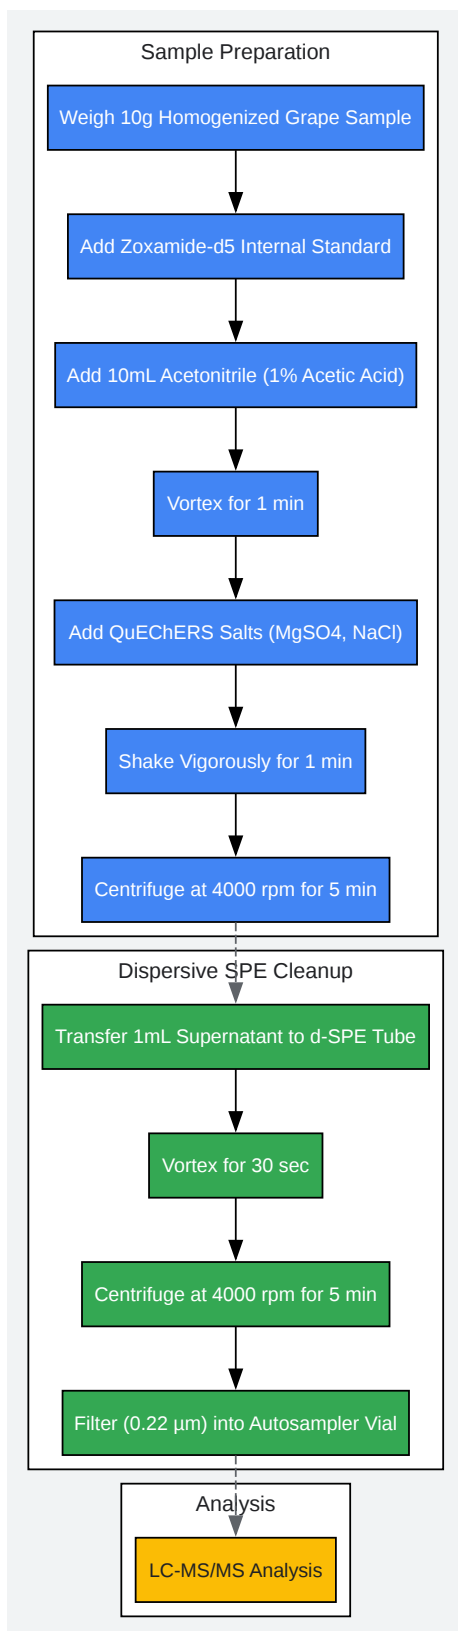 Sample Preparation
Weigh 10g Homogenized Grape Sample
Add Zoxamide-d5 Internal Standard
Add 10mL Acetonitrile (1% Acetic Acid)
Vortex for 1 min
Add QuEChERS Salts (MgSO4, NaCl)
Shake Vigorously for 1 min
Centrifuge at 4000 rpm for 5 min
Dispersive SPE Cleanup
Transfer 1mL Supernatant to d-SPE Tube
Vortex for 30 sec
Centrifuge at 4000 rpm for 5 min
Filter (0.22 µm) into Autosampler Vial
Analysis
LC-MS/MS Analysis